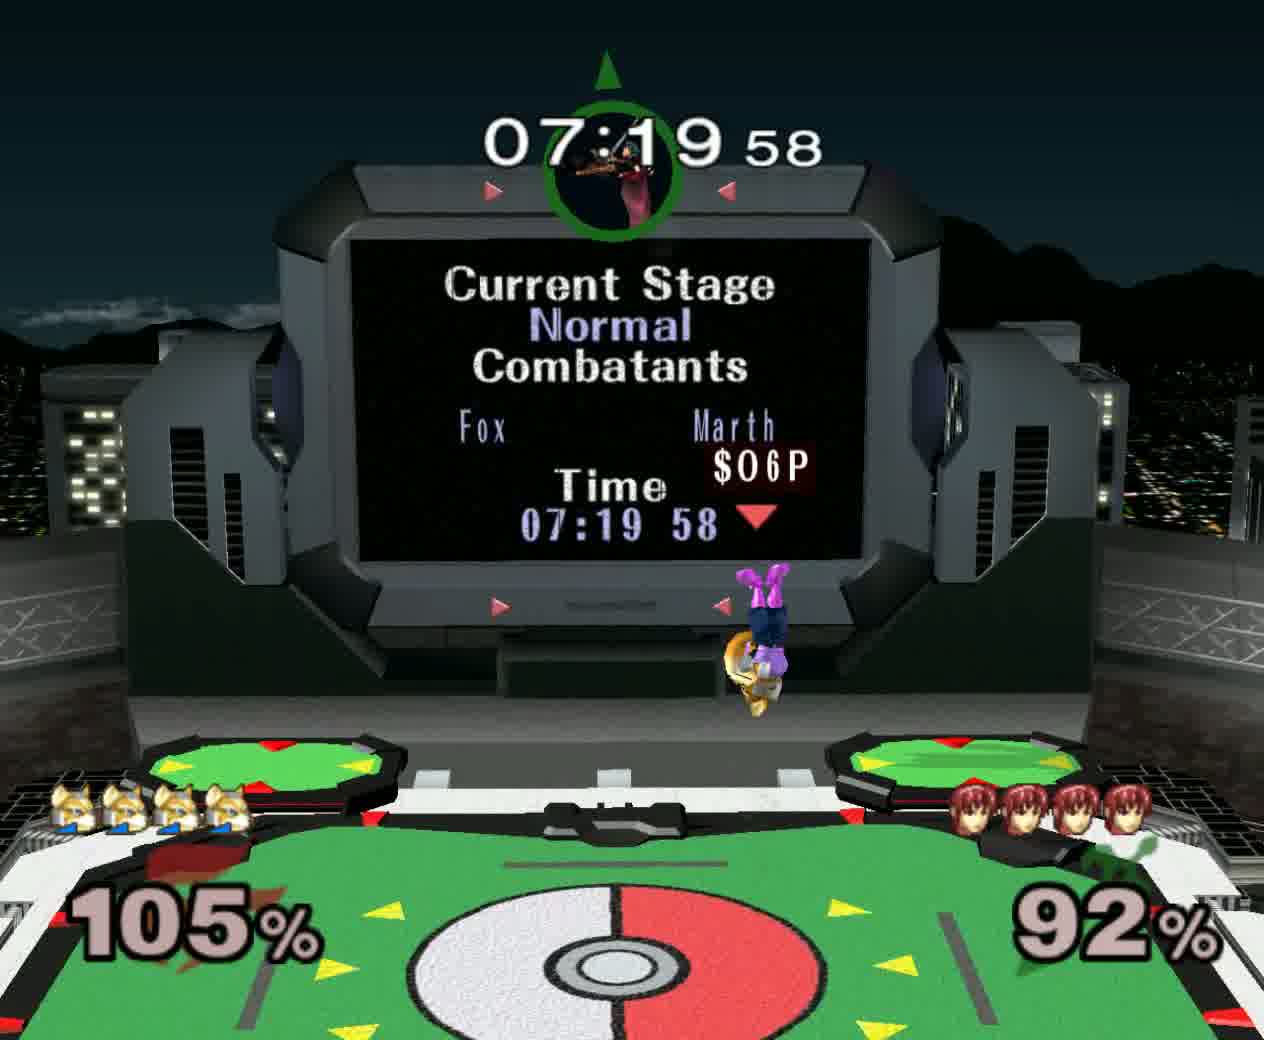 07:19 58
Current Stage
Normal
Combatants
Fox Marth
$06P
Time
07:19 58
105% 92%